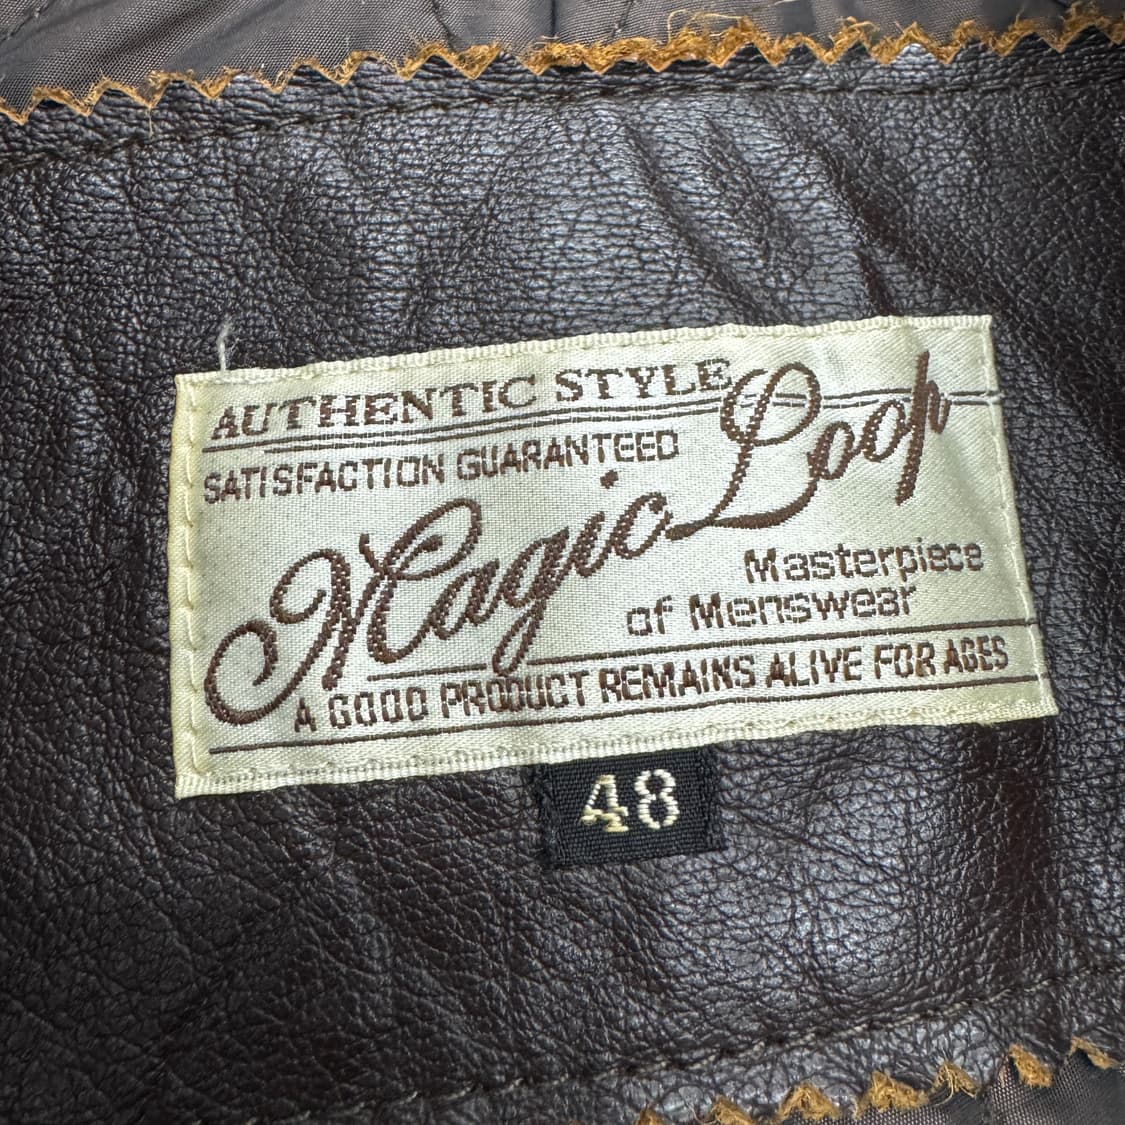 AUTHENTIC STYLE
SATISFACTION GUARANTEED
Magic Loop
Masterpiece
of Menswear
A GOOD PRODUCT REMAINS ALIVE FOR AGES
48